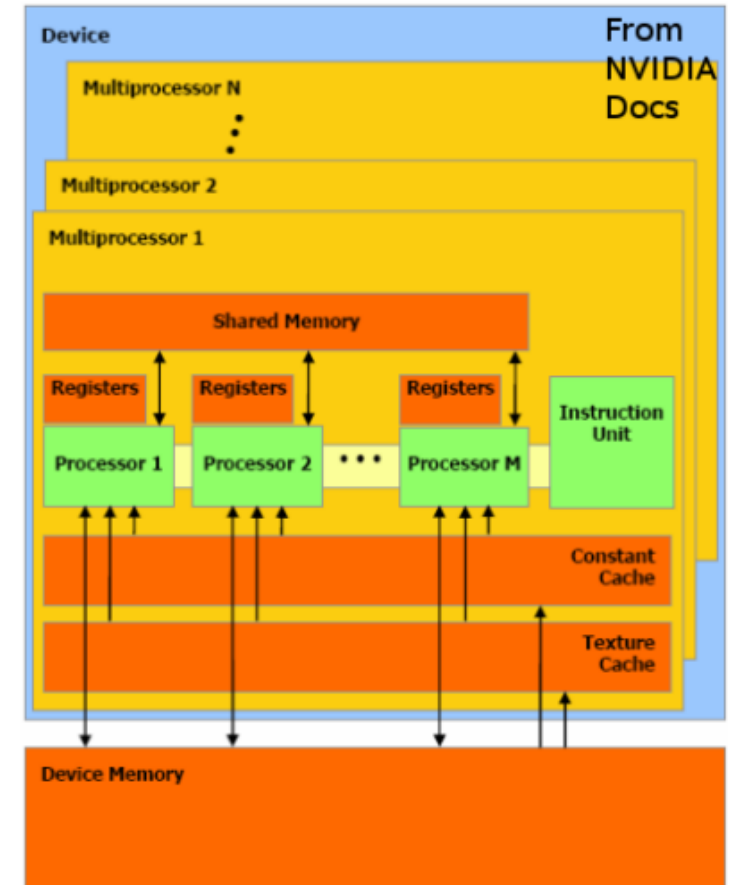 Device
From
NVIDIA
Docs
Multiprocessor N
Multiprocessor 2
Multiprocessor 1
Shared Memory
Registers
Registers
Registers
Instruction
Unit
Processor 1
Processor 2
Processor M
Constant
Cache
Texture
Cache
Device Memory